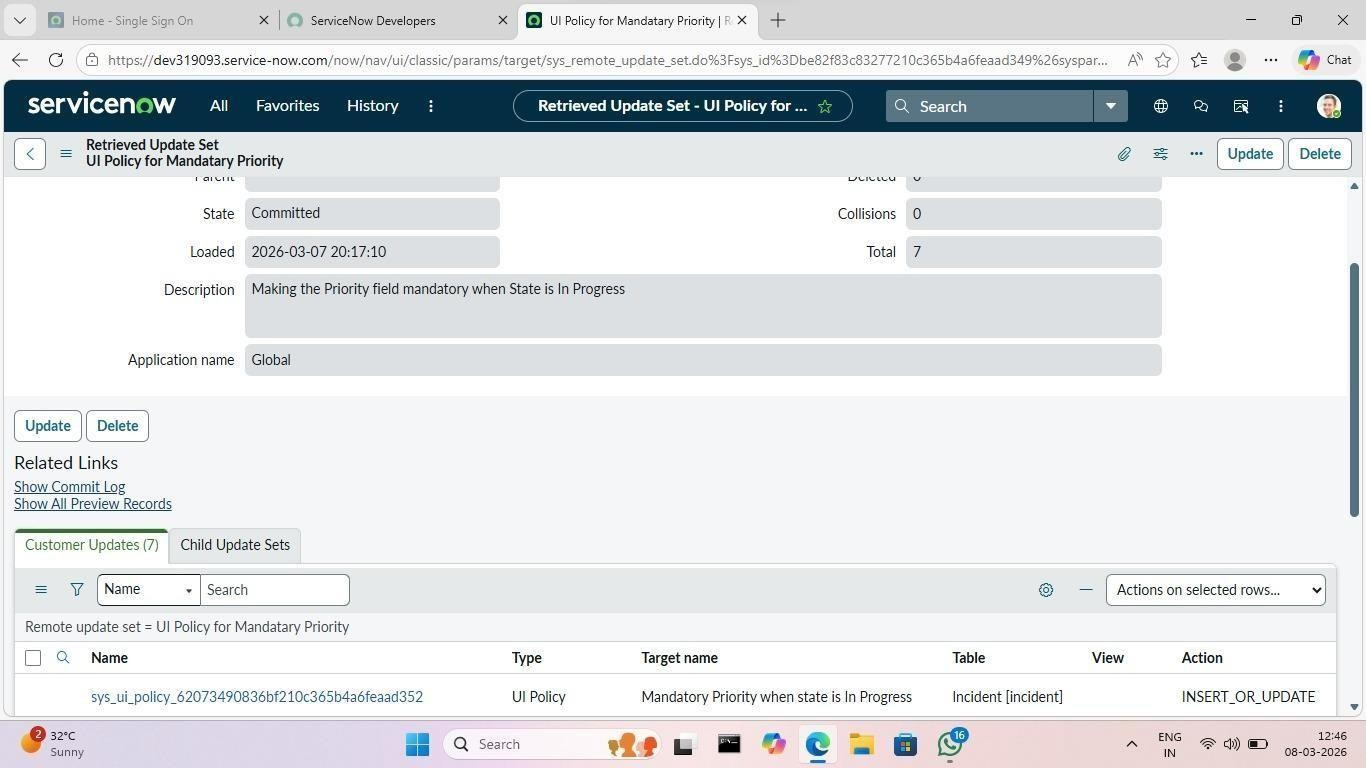 Home - Single Sign On
ServiceNow Developers
UI Policy for Mandatary Priority | R
https://dev319093.service-now.com/now/nav/ui/classic/params/target/sys_remote_update_set.do%3Fsys_id%3Dbe82f83c83277210c365b4a6feaad349%26syspar...
Chat
servicenow All Favorites History
Retrieved Update Set - UI Policy for ...
Search
Retrieved Update Set
UI Policy for Mandatary Priority
Update Delete
Parent Deleted 0
State Committed Collisions 0
Loaded 2026-03-07 20:17:10 Total 7
Description Making the Priority field mandatory when State is In Progress
Application name Global
Update Delete
Related Links
Show Commit Log
Show All Preview Records
Customer Updates (7) Child Update Sets
Name Search Actions on selected rows...
Remote update set = UI Policy for Mandatary Priority
Name Type Target name Table View Action
sys_ui_policy_62073490836bf210c365b4a6feaad352 UI Policy Mandatory Priority when state is In Progress Incident [incident] INSERT_OR_UPDATE
2 32°C
Sunny
Search
16
ENG
IN
12:46
08-03-2026